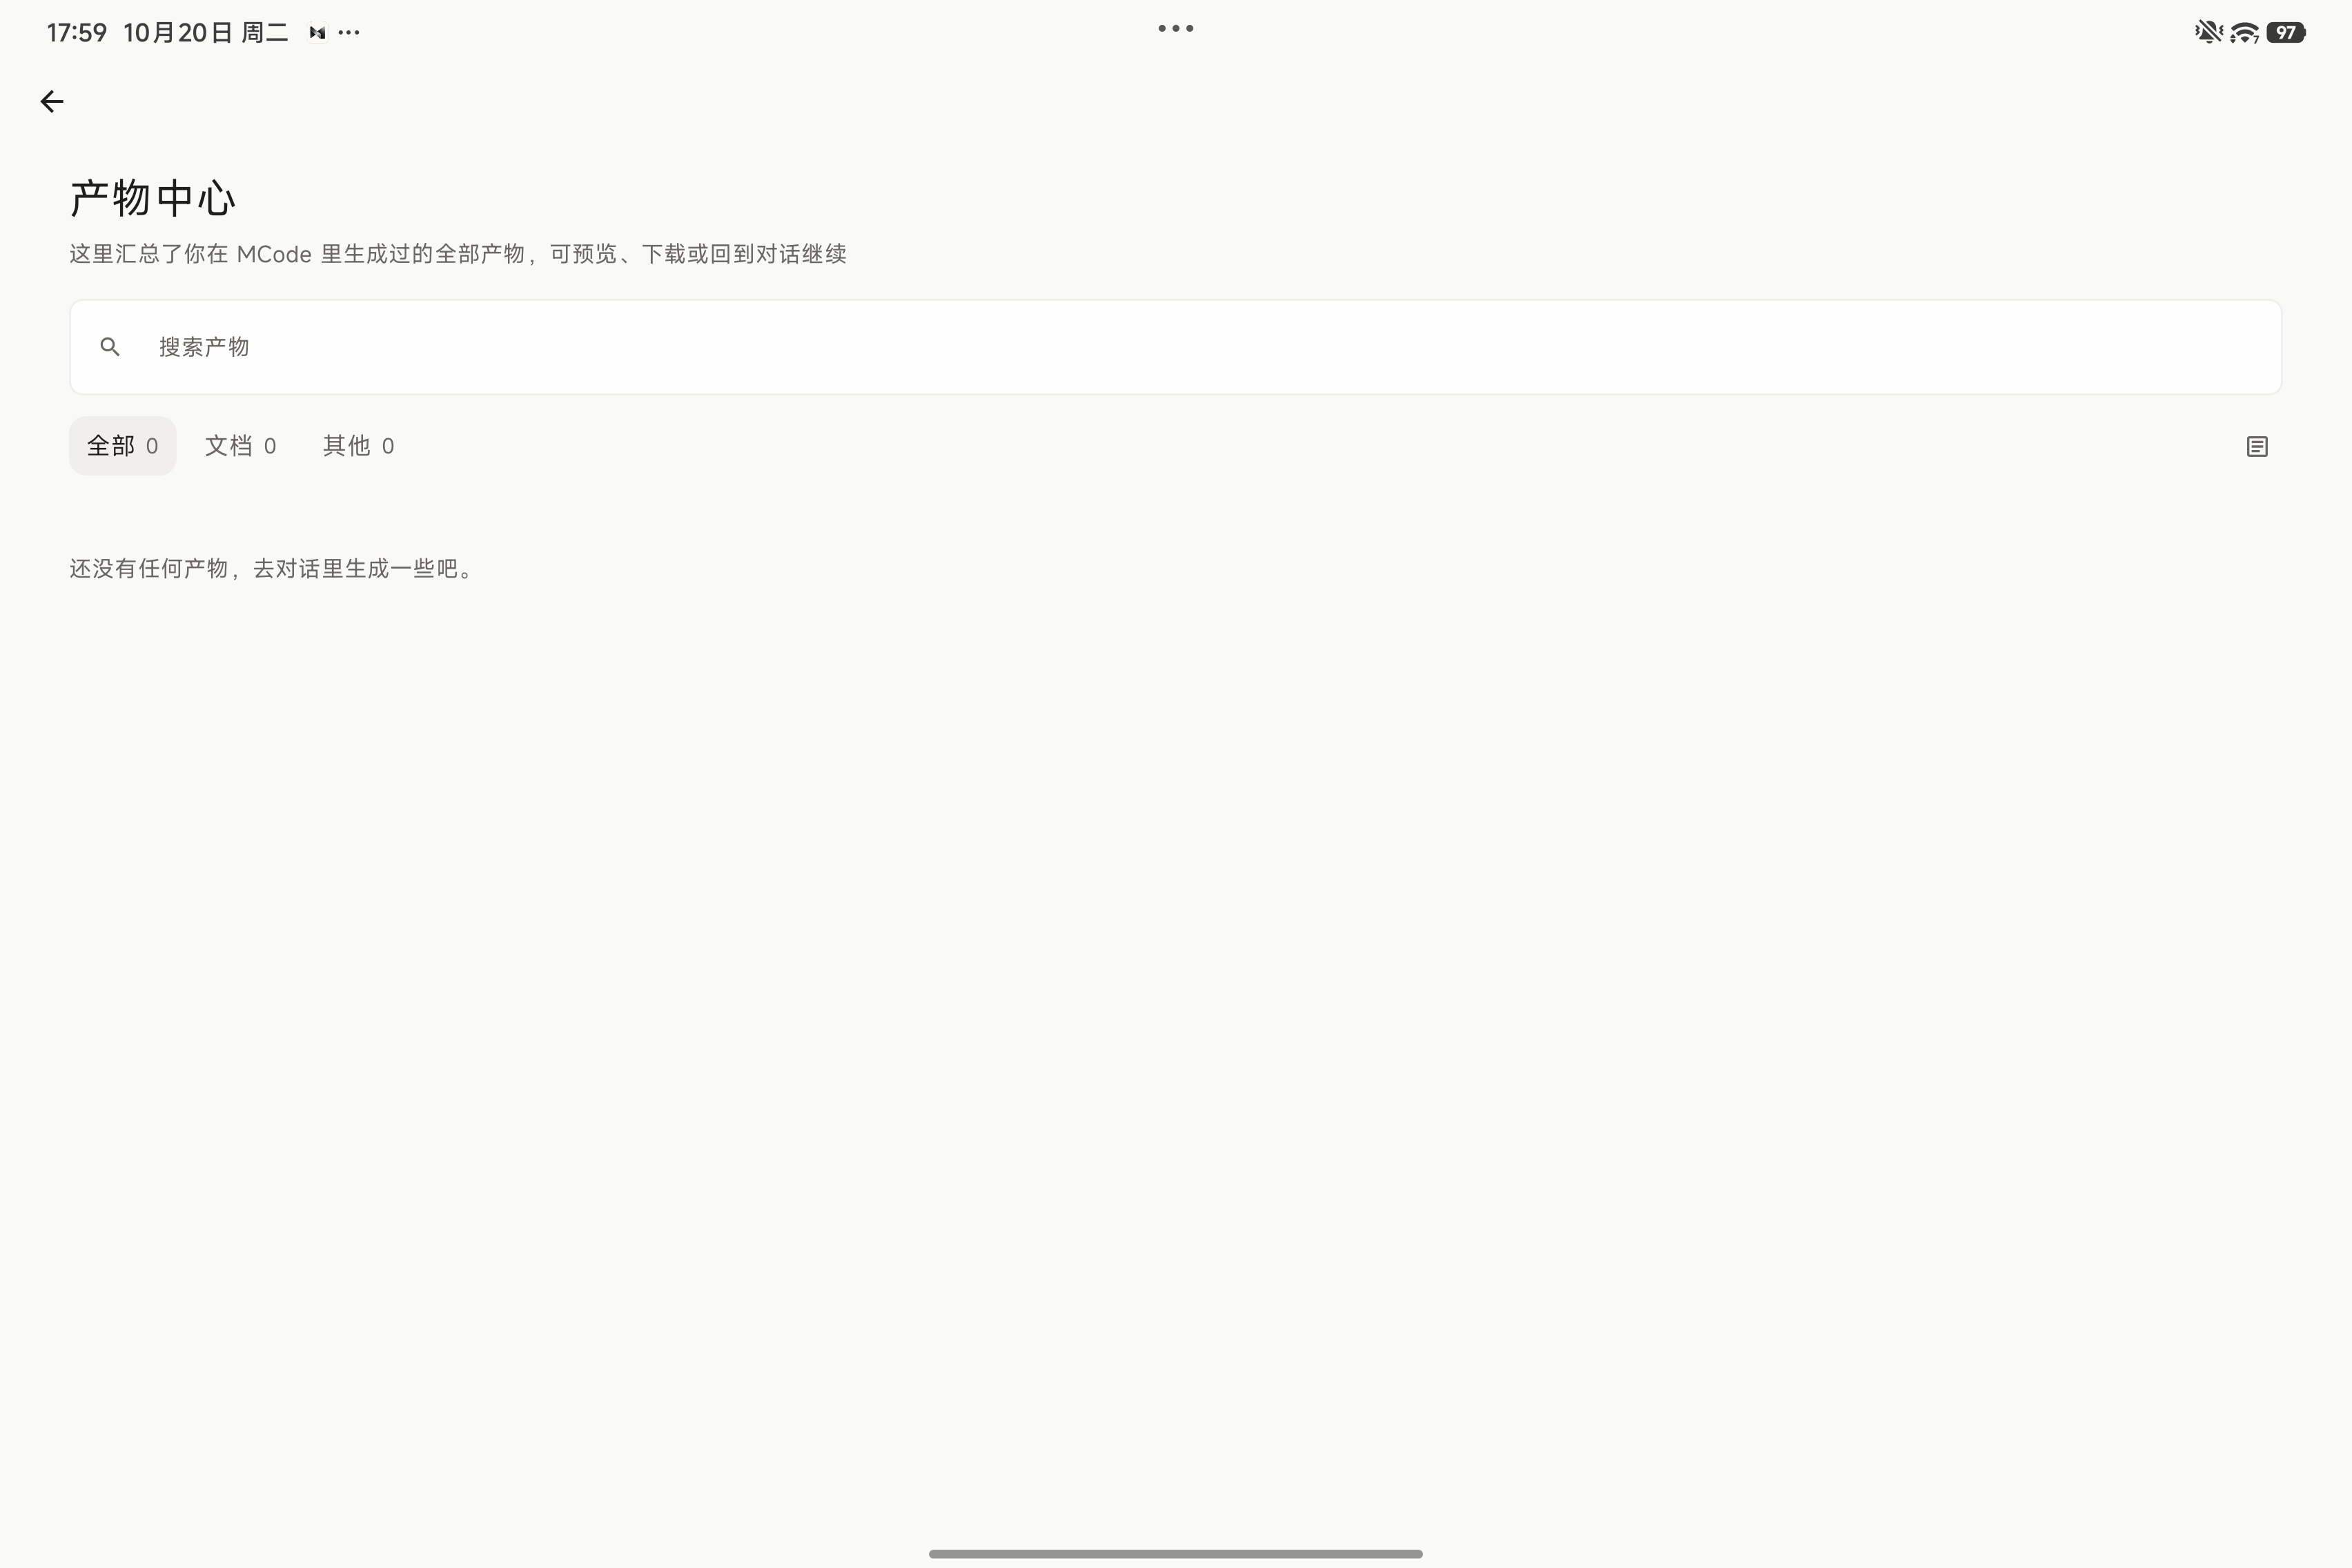 17:59 10月20日 周二
97
产物中心
这里汇总了你在 MCode 里生成过的全部产物，可预览、下载或回到对话继续
搜索产物
全部 0 文档 0 其他 0
还没有任何产物，去对话里生成一些吧。